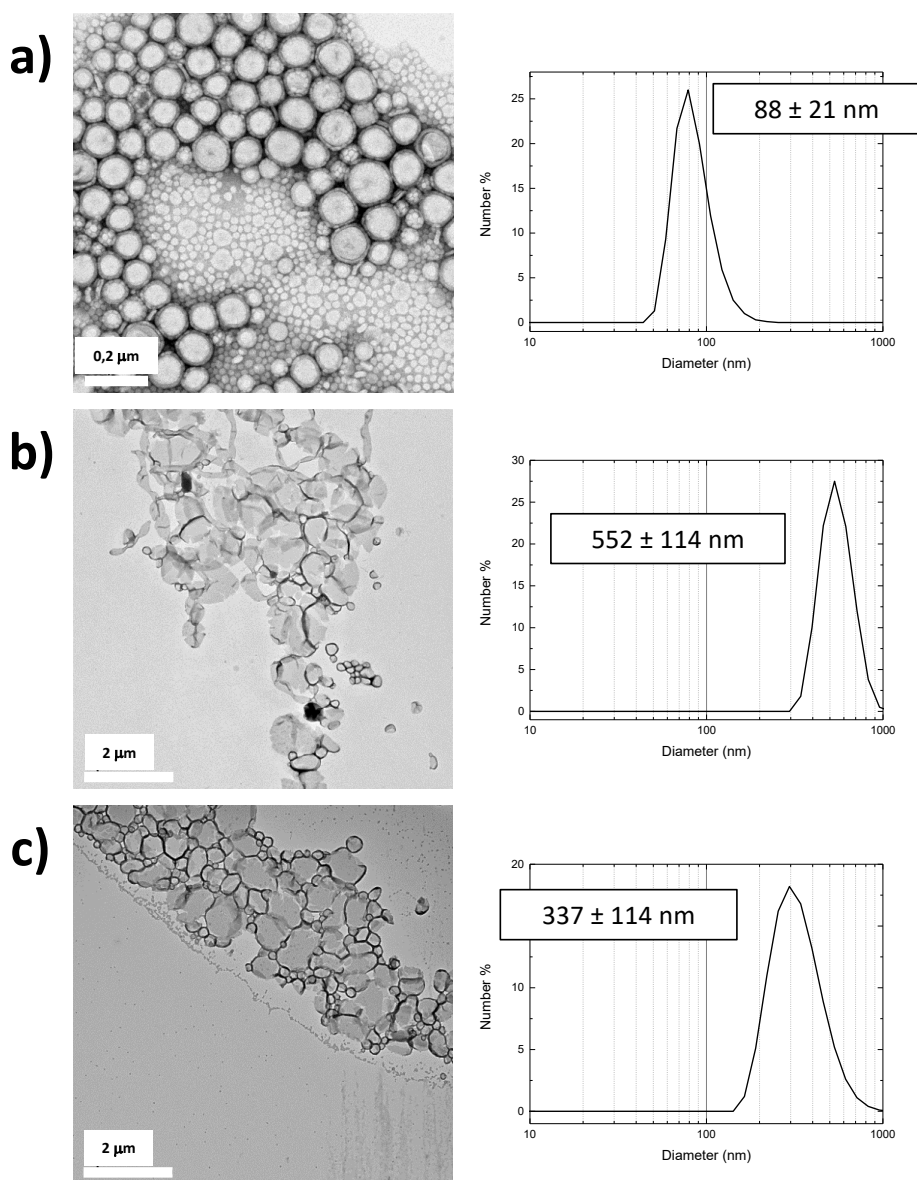 a)
0,2 µm
88 ± 21 nm
Number %
25
20
15
10
5
0
10 100 1000
Diameter (nm)
b)
2 µm
552 ± 114 nm
Number %
30
25
20
15
10
5
0
10 100 1000
Diameter (nm)
c)
2 µm
337 ± 114 nm
Number %
20
15
10
5
0
10 100 1000
Diameter (nm)